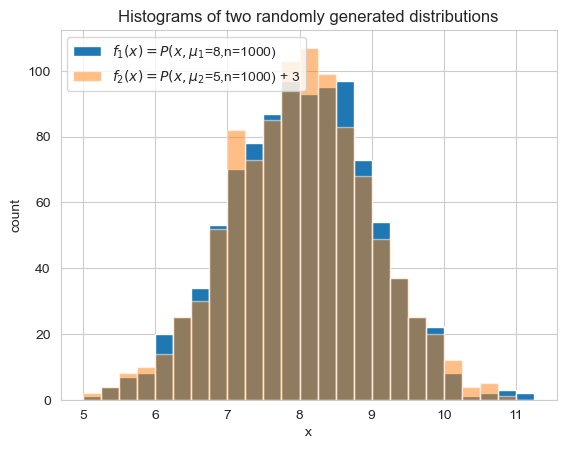 Histograms of two randomly generated distributions
f₁(x) = P(x, μ₁=8,n=1000)
f₂(x) = P(x, μ₂=5,n=1000) + 3
100
80
60
40
20
0
count
5 6 7 8 9 10 11
x